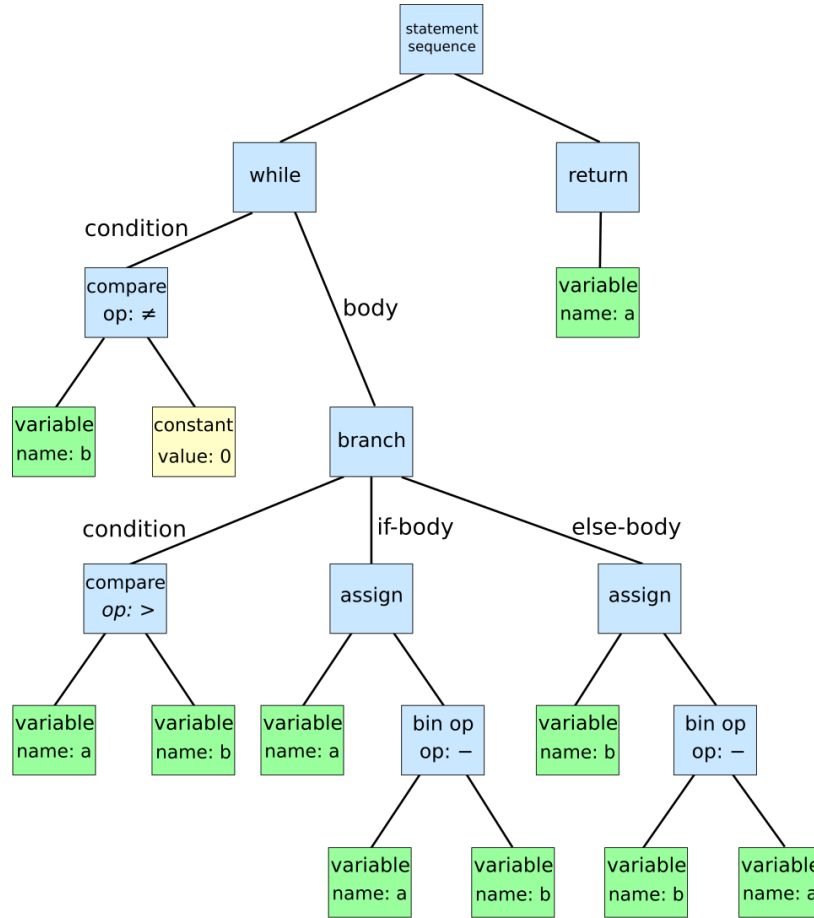 statement
sequence
while
return
condition
body
compare
op: ≠
variable
name: a
variable
name: b
constant
value: 0
branch
condition
if-body
else-body
compare
op: >
assign
assign
variable
name: a
variable
name: b
variable
name: a
bin op
op: −
variable
name: b
bin op
op: −
variable
name: a
variable
name: b
variable
name: b
variable
name: a